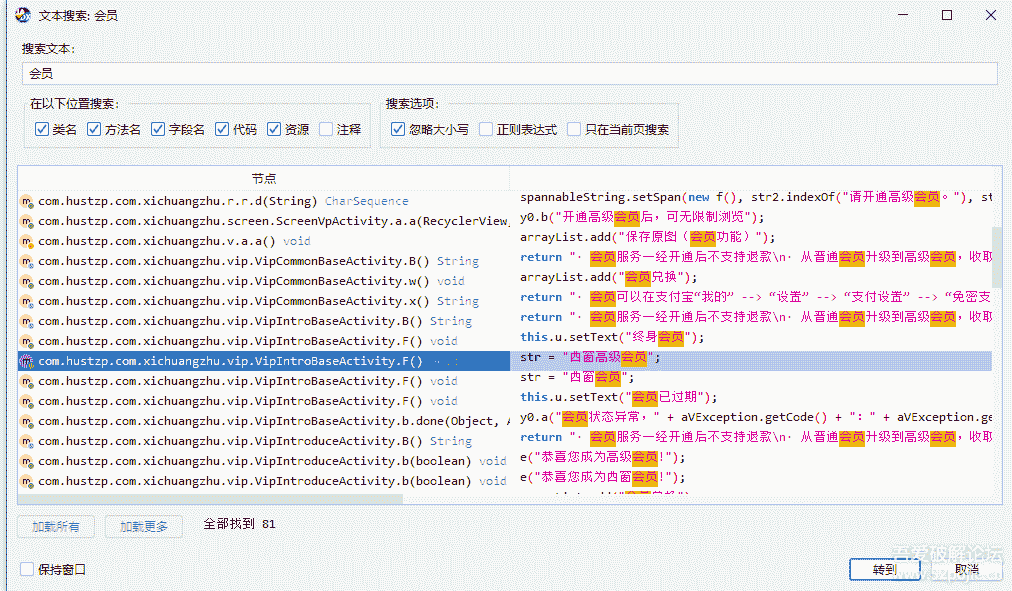 文本搜索: 会员
搜索文本:
会员
在以下位置搜索:
类名 方法名 字段名 代码 资源 注释
搜索选项:
忽略大小写 正则表达式 只在当前页搜索
节点
com.hustzp.com.xichuangzhu.r.r.d(String) CharSequence spannableString.setSpan(new f(), str2.indexOf("请开通高级会员。"), st
com.hustzp.com.xichuangzhu.screen.ScreenVpActivity.a.a(RecyclerView, y0.b("开通高级会员后，可无限制浏览");
com.hustzp.com.xichuangzhu.v.a.a() void arrayList.add("保存原图（会员功能）");
com.hustzp.com.xichuangzhu.vip.VipCommonBaseActivity.B() String return "· 会员服务一经开通后不支持退款\n· 从普通会员升级到高级会员，收取
com.hustzp.com.xichuangzhu.vip.VipCommonBaseActivity.w() void arrayList.add("会员兑换");
com.hustzp.com.xichuangzhu.vip.VipCommonBaseActivity.x() String return "· 会员可以在支付宝“我的” --> “设置” --> “支付设置” --> “免密支
com.hustzp.com.xichuangzhu.vip.VipIntroBaseActivity.B() String return "· 会员服务一经开通后不支持退款\n· 从普通会员升级到高级会员，收取
com.hustzp.com.xichuangzhu.vip.VipIntroBaseActivity.F() void this.u.setText("终身会员");
com.hustzp.com.xichuangzhu.vip.VipIntroBaseActivity.F() str = "西窗高级会员";
com.hustzp.com.xichuangzhu.vip.VipIntroBaseActivity.F() void str = "西窗会员";
com.hustzp.com.xichuangzhu.vip.VipIntroBaseActivity.F() void this.u.setText("会员已过期");
com.hustzp.com.xichuangzhu.vip.VipIntroBaseActivity.b.done(Object, A y0.a("会员状态异常，" + aVException.getCode() + ": " + aVException.ge
com.hustzp.com.xichuangzhu.vip.VipIntroduceActivity.B() String return "· 会员服务一经开通后不支持退款\n· 从普通会员升级到高级会员，收取
com.hustzp.com.xichuangzhu.vip.VipIntroduceActivity.b(boolean) void e("恭喜您成为高级会员!");
com.hustzp.com.xichuangzhu.vip.VipIntroduceActivity.b(boolean) void e("恭喜您成为西窗会员!");
加载所有 加载更多 全部找到 81
保持窗口
转到 取消
吾爱破解论坛
www.52pojie.cn